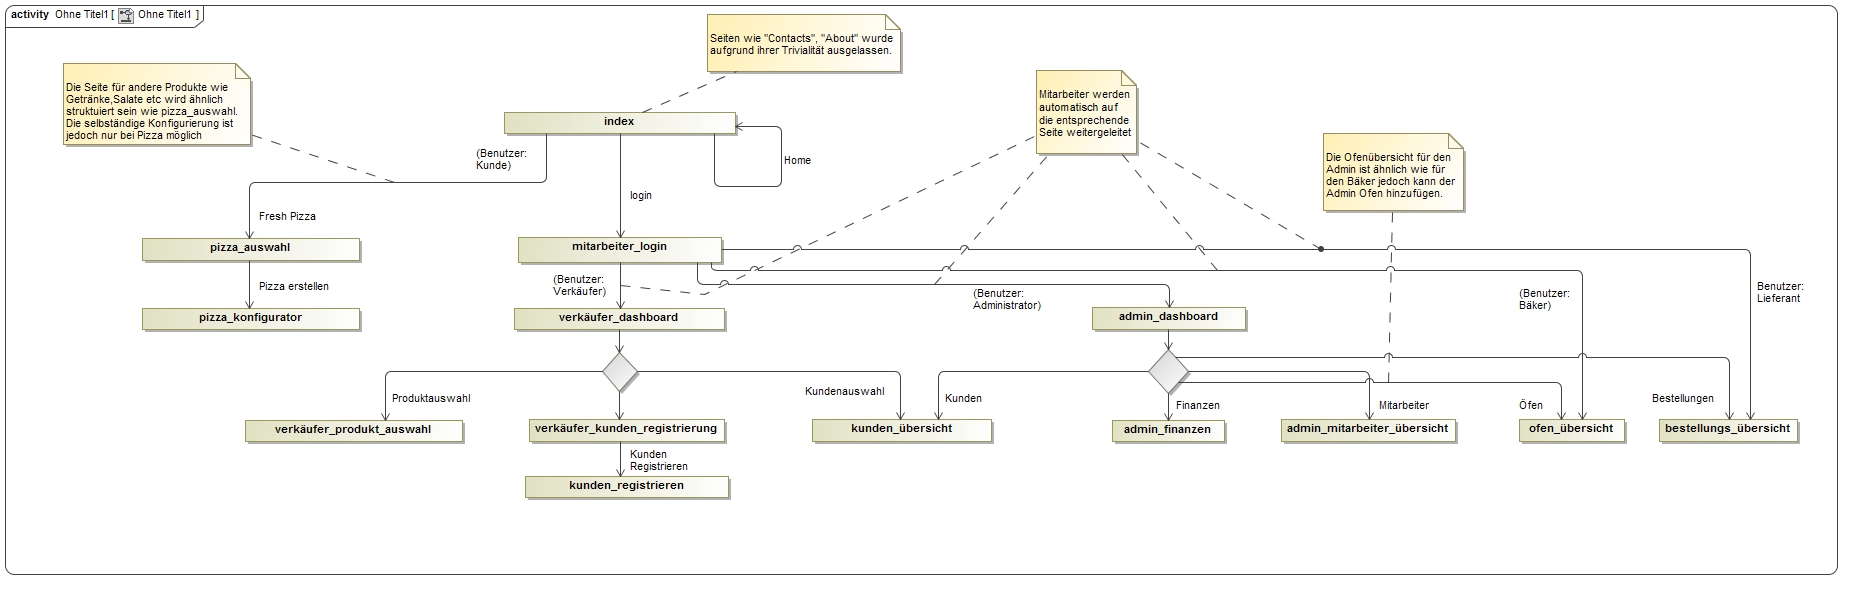 activity Ohne Titel1 [ Ohne Titel1 ]
Seiten wie "Contacts", "About" wurde
aufgrund ihrer Trivialität ausgelassen.
Die Seite für andere Produkte wie
Getränke,Salate etc wird ähnlich
struktuiert sein wie pizza_auswahl.
Die selbständige Konfigurierung ist
jedoch nur bei Pizza möglich
Mitarbeiter werden
automatisch auf
die entsprechende
Seite weitergeleitet
Die Ofenübersicht für den
Admin ist ähnlich wie für
den Bäker jedoch kann der
Admin Ofen hinzufügen.
index
(Benutzer:
Kunde)
Home
login
Fresh Pizza
pizza_auswahl
mitarbeiter_login
Pizza erstellen
(Benutzer:
Verkäufer)
(Benutzer:
Administrator)
(Benutzer:
Bäker)
Benutzer:
Lieferant
pizza_konfigurator
verkäufer_dashboard
admin_dashboard
Produktauswahl
Kundenauswahl
Kunden
Finanzen
Mitarbeiter
Öfen
Bestellungen
verkäufer_produkt_auswahl
verkäufer_kunden_registrierung
kunden_übersicht
admin_finanzen
admin_mitarbeiter_übersicht
ofen_übersicht
bestellungs_übersicht
Kunden
Registrieren
kunden_registrieren